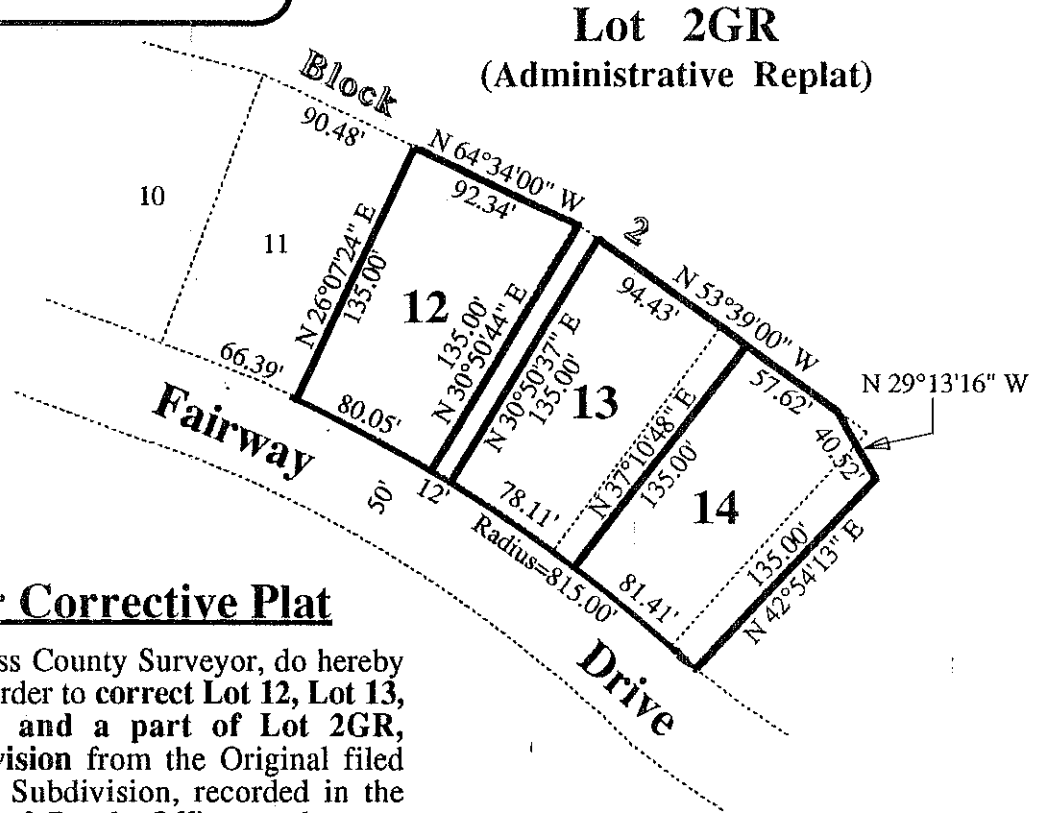 Lot 2GR
(Administrative Replat)
Block
90.48'
N 64°34'00" W
92.34'
2
10
11
N 26°07'24" E
135.00'
12
135.00'
N 30°50'44" E
N 53°39'00" W
94.43'
N 30°50'37" E
135.00'
13
57.62'
N 29°13'16" W
40.52'
66.39'
80.05'
Fairway
50'
12'
78.11'
N 37°10'48" E
135.00'
14
Radius=815.00'
81.41'
135.00'
N 42°54'13" E
Drive
r Corrective Plat
ss County Surveyor, do hereby
rder to correct Lot 12, Lot 13,
and a part of Lot 2GR,
vision from the Original filed
Subdivision, recorded in the